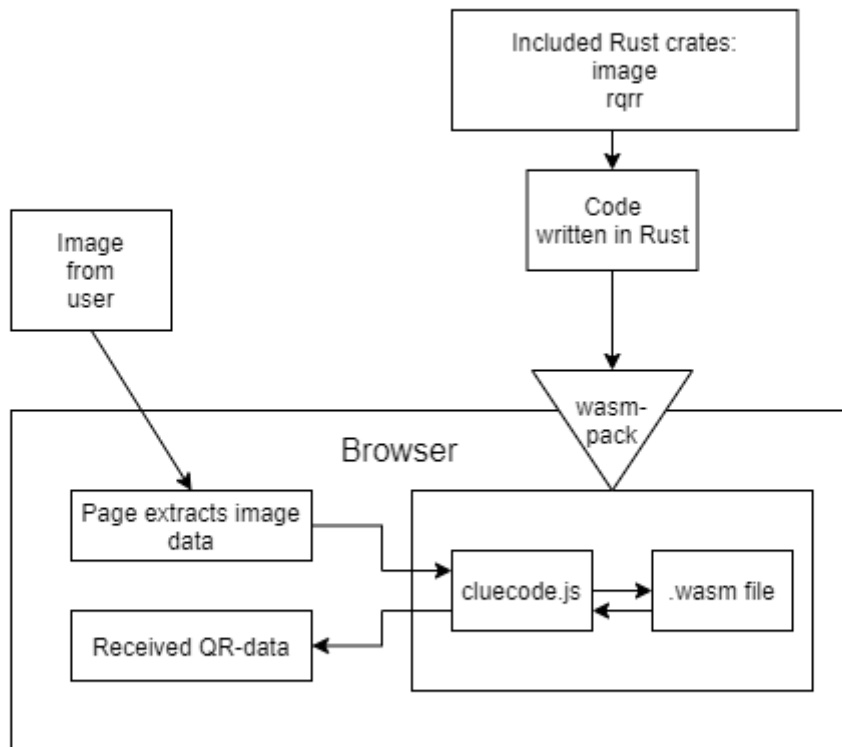 Included Rust crates:
image
rqrr
Code
written in Rust
Image
from
user
wasm-
pack
Browser
Page extracts image
data
cluecode.js
.wasm file
Received QR-data